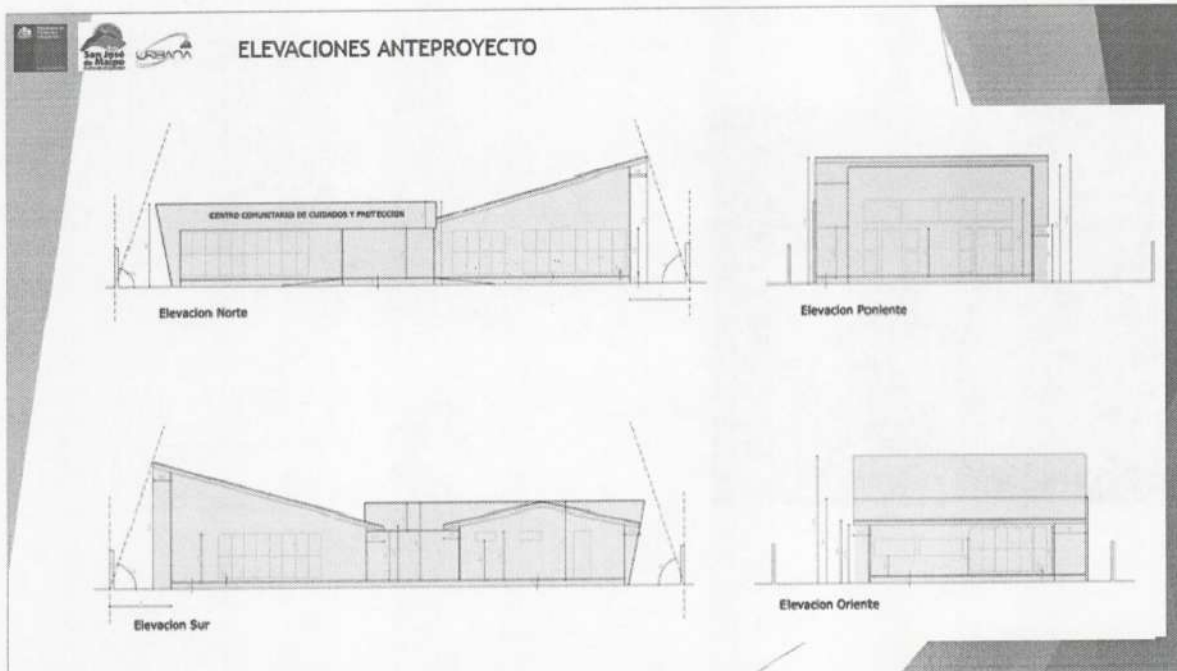 San José
de Maipo
URBANA
ELEVACIONES ANTEPROYECTO
CENTRO COMUNITARIO DE CUIDADOS Y PROTECCION
Elevacion Norte
Elevacion Poniente
Elevacion Sur
Elevacion Oriente